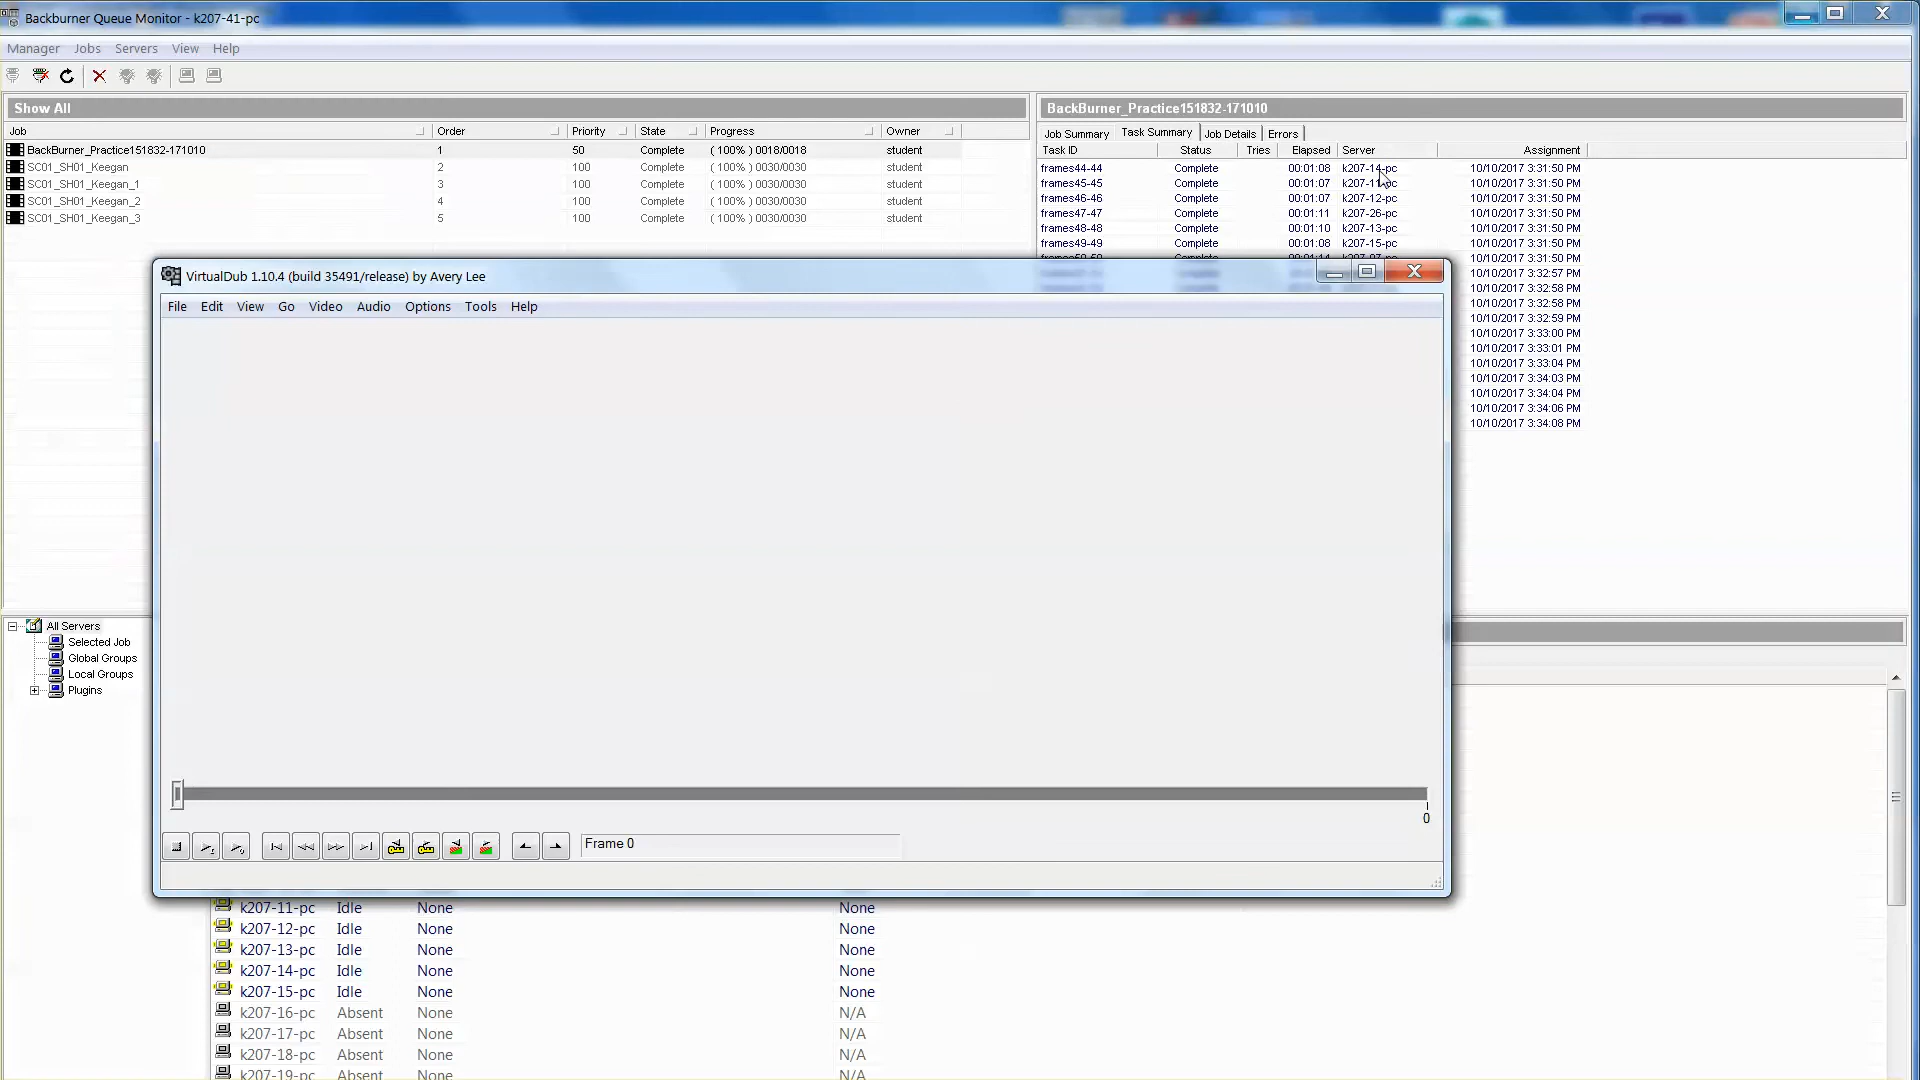 Backburner Queue Monitor - k207-41-pc
Manager Jobs Servers View Help
Show All
Job Order Priority State Progress Owner
BackBurner_Practice151832-171010 1 50 Complete ( 100% ) 0018/0018 student
SC01_SH01_Keegan 2 100 Complete ( 100% ) 0030/0030 student
SC01_SH01_Keegan_1 3 100 Complete ( 100% ) 0030/0030 student
SC01_SH01_Keegan_2 4 100 Complete ( 100% ) 0030/0030 student
SC01_SH01_Keegan_3 5 100 Complete ( 100% ) 0030/0030 student
BackBurner_Practice151832-171010
Job Summary Task Summary Job Details Errors
Task ID Status Tries Elapsed Server Assignment
frames44-44 Complete 00:01:08 k207-14-pc 10/10/2017 3:31:50 PM
frames45-45 Complete 00:01:07 k207-11-pc 10/10/2017 3:31:50 PM
frames46-46 Complete 00:01:07 k207-12-pc 10/10/2017 3:31:50 PM
frames47-47 Complete 00:01:11 k207-26-pc 10/10/2017 3:31:50 PM
frames48-48 Complete 00:01:10 k207-13-pc 10/10/2017 3:31:50 PM
frames49-49 Complete 00:01:08 k207-15-pc 10/10/2017 3:31:50 PM
10/10/2017 3:31:50 PM
10/10/2017 3:32:57 PM
10/10/2017 3:32:58 PM
10/10/2017 3:32:58 PM
10/10/2017 3:32:59 PM
10/10/2017 3:33:00 PM
10/10/2017 3:33:01 PM
10/10/2017 3:33:04 PM
10/10/2017 3:34:03 PM
10/10/2017 3:34:04 PM
10/10/2017 3:34:06 PM
10/10/2017 3:34:08 PM
VirtualDub 1.10.4 (build 35491/release) by Avery Lee
File Edit View Go Video Audio Options Tools Help
0
Frame 0
All Servers
Selected Job
Global Groups
Local Groups
Plugins
k207-11-pc Idle None None
k207-12-pc Idle None None
k207-13-pc Idle None None
k207-14-pc Idle None None
k207-15-pc Idle None None
k207-16-pc Absent None N/A
k207-17-pc Absent None N/A
k207-18-pc Absent None N/A
k207-19-pc Absent None N/A